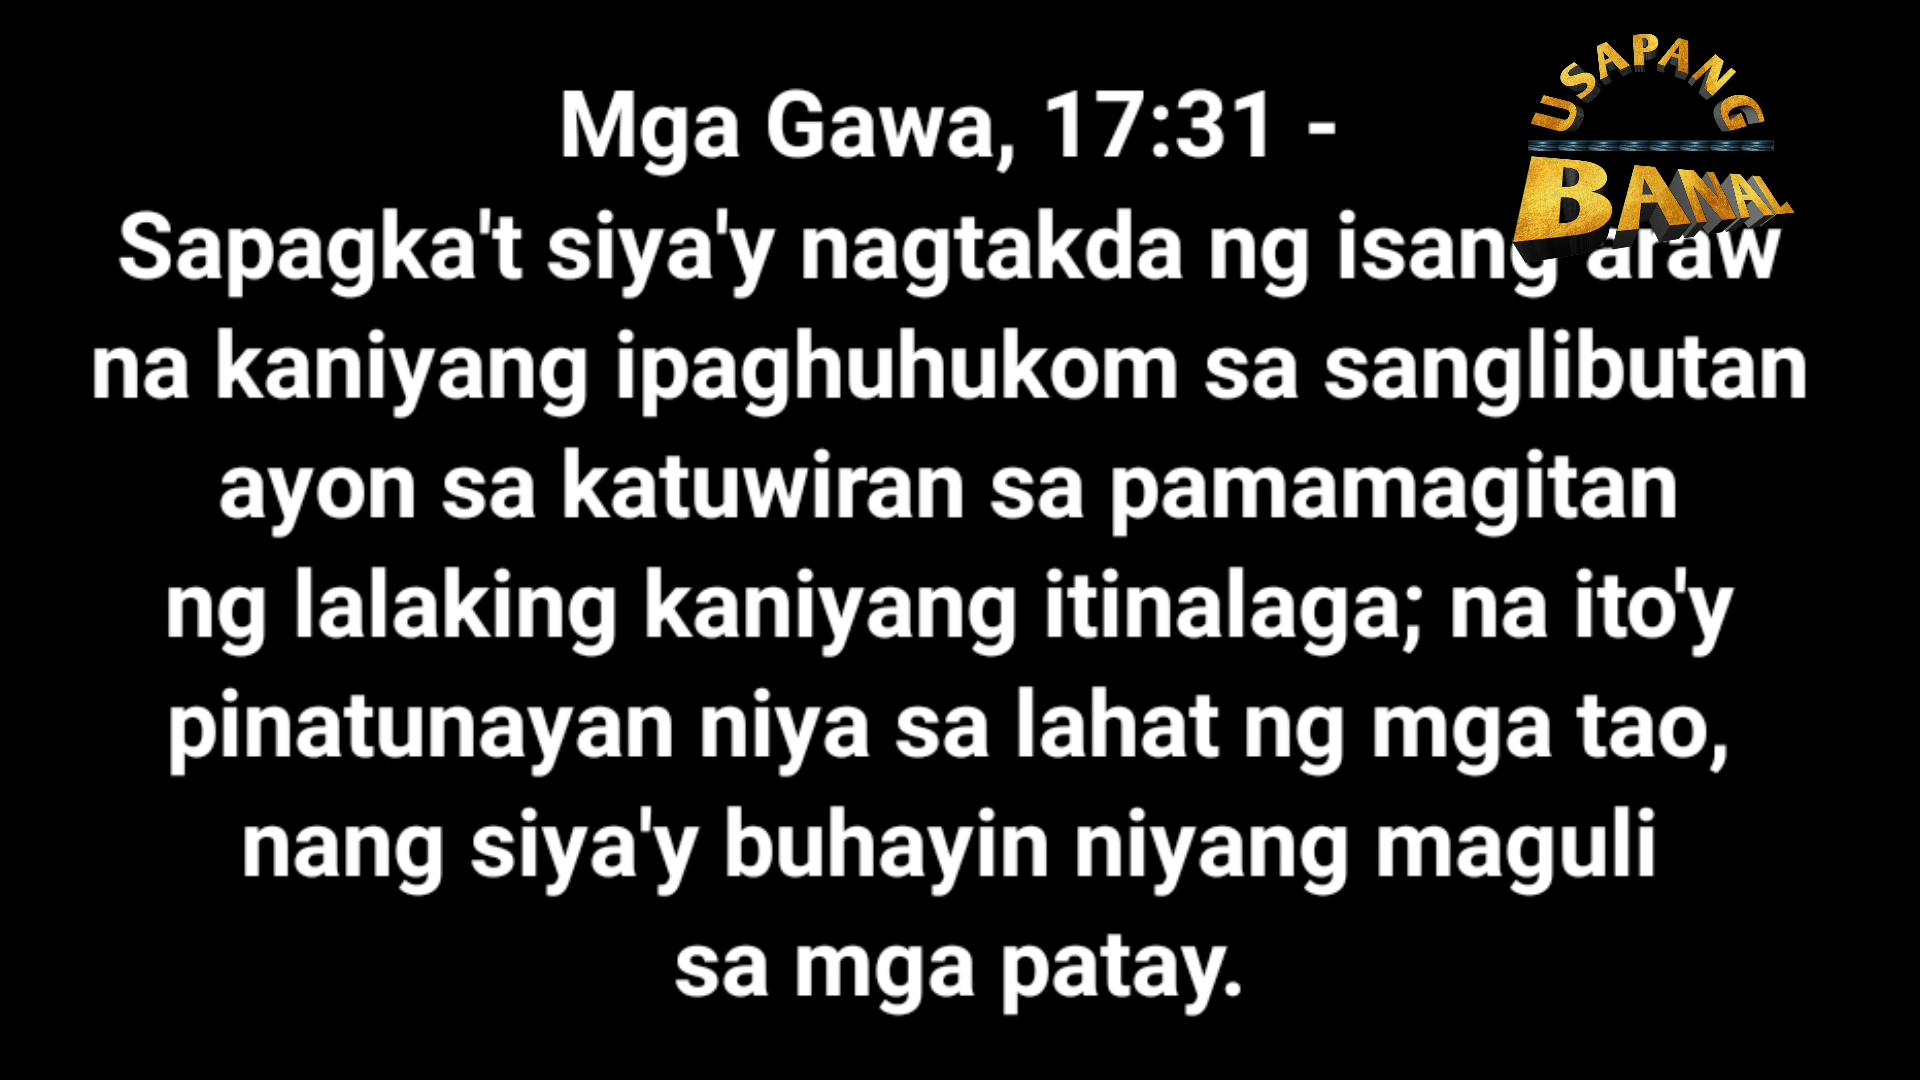 Mga Gawa, 17:31 -
Sapagka't siya'y nagtakda ng isang araw
na kaniyang ipaghuhukom sa sanglibutan
ayon sa katuwiran sa pamamagitan
ng lalaking kaniyang itinalaga; na ito'y
pinatunayan niya sa lahat ng mga tao,
nang siya'y buhayin niyang maguli
sa mga patay.
USAPANG
BANAL